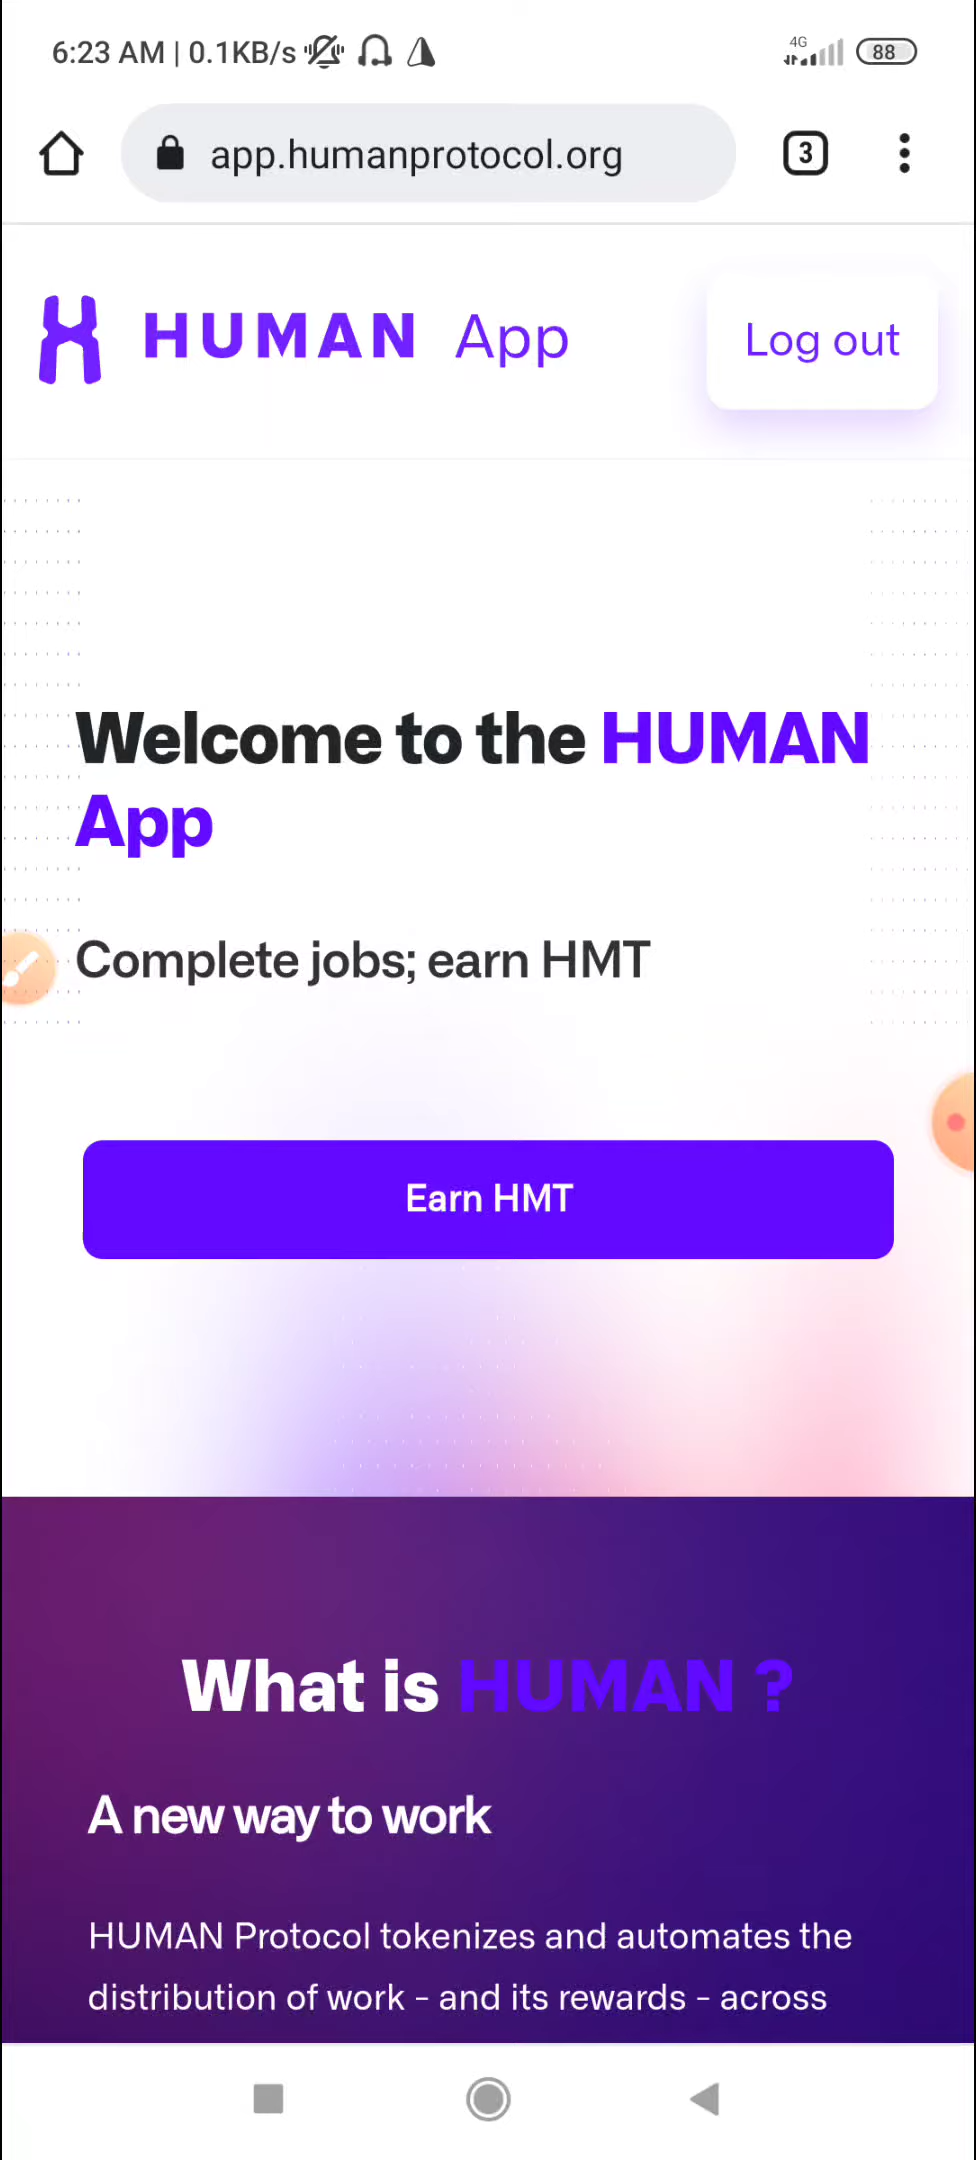 6:23 AM | 0.1KB/s
4G
88
app.humanprotocol.org
3
HUMAN App
Log out
Welcome to the HUMAN
App
Complete jobs; earn HMT
Earn HMT
What is HUMAN ?
A new way to work
HUMAN Protocol tokenizes and automates the
distribution of work - and its rewards - across